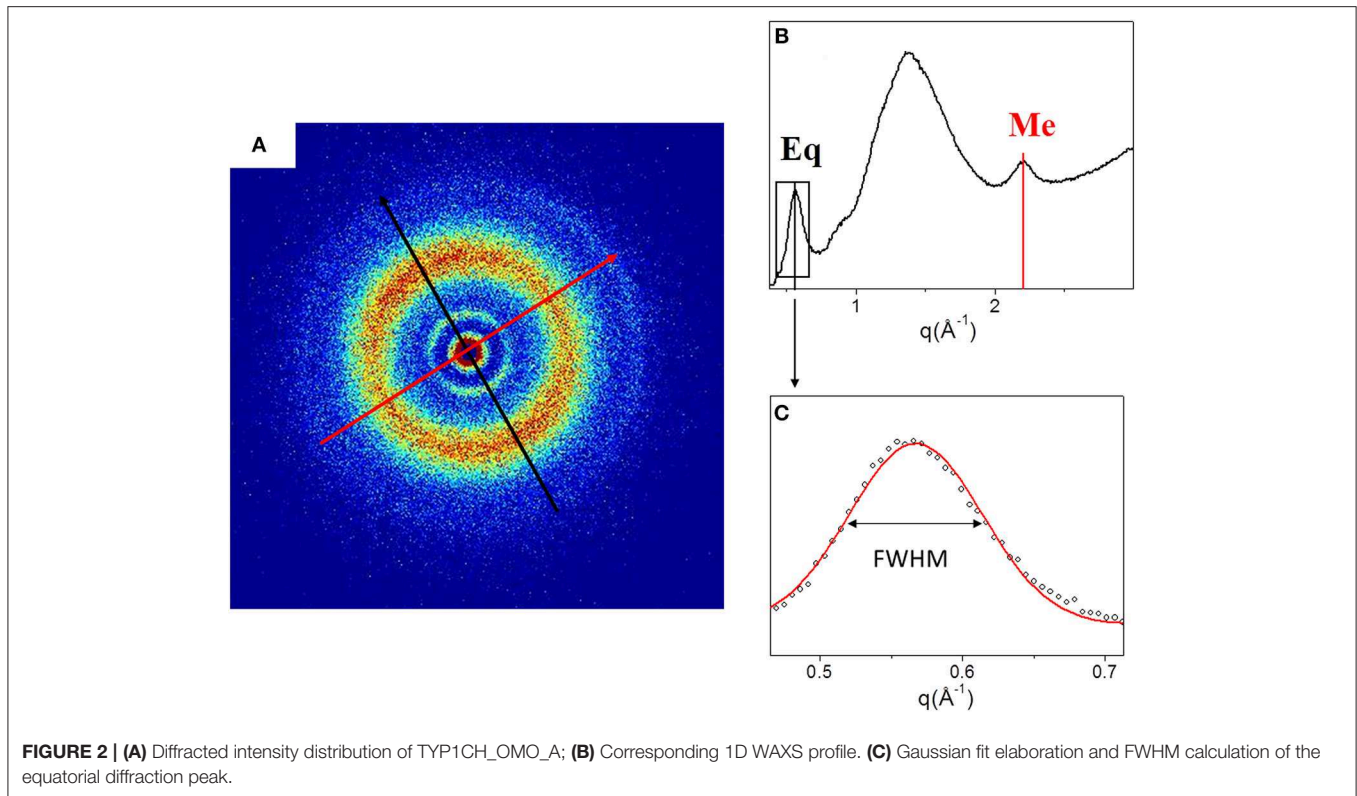 A
B
Eq
Me
1
2
q(Å⁻¹)
C
FWHM
0.5
0.6
0.7
q(Å⁻¹)
FIGURE 2 | (A) Diffracted intensity distribution of TYP1CH_OMO_A; (B) Corresponding 1D WAXS profile. (C) Gaussian fit elaboration and FWHM calculation of the
equatorial diffraction peak.